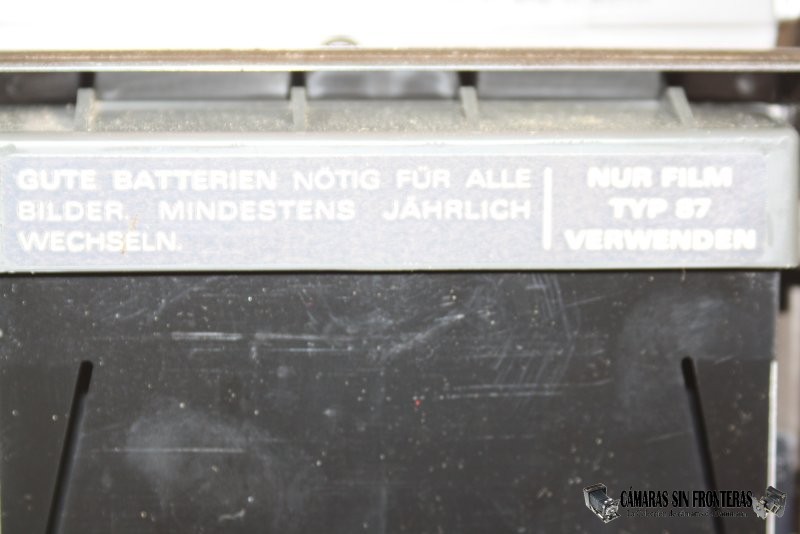 GUTE BATTERIEN NÖTIG FÜR ALLE
BILDER. MINDESTENS JÄHRLICH
WECHSELN.
NUR FILM
TYP 87
VERWENDEN
CÁMARAS SIN FRONTERAS